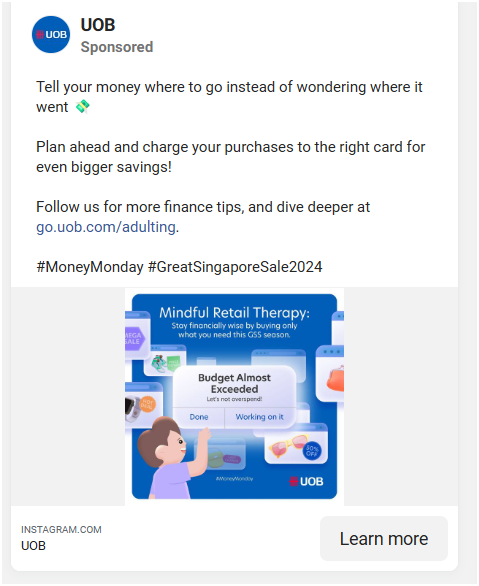 UOB
UOB
Sponsored
Tell your money where to go instead of wondering where it
went 💸
Plan ahead and charge your purchases to the right card for
even bigger savings!
Follow us for more finance tips, and dive deeper at
go.uob.com/adulting.
#MoneyMonday #GreatSingaporeSale2024
Mindful Retail Therapy:
Stay financially wise by buying only
what you need this GSS season.
MEGA
SALE
Budget Almost
Exceeded
Let's not overspend!
Done
Working on it
50%
OFF
#MoneyMonday
UOB
INSTAGRAM.COM
UOB
Learn more